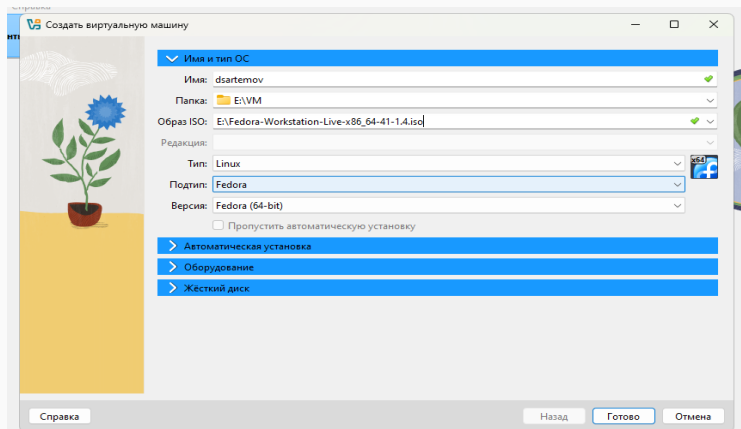 Справка
Создать виртуальную машину
Имя и тип ОС
Имя: dsartemov
Папка: E:\VM
Образ ISO: E:\Fedora-Workstation-Live-x86_64-41-1.4.iso
Редакция:
Тип: Linux
x64
Подтип: Fedora
Версия: Fedora (64-bit)
Пропустить автоматическую установку
Автоматическая установка
Оборудование
Жёсткий диск
Справка Назад Готово Отмена